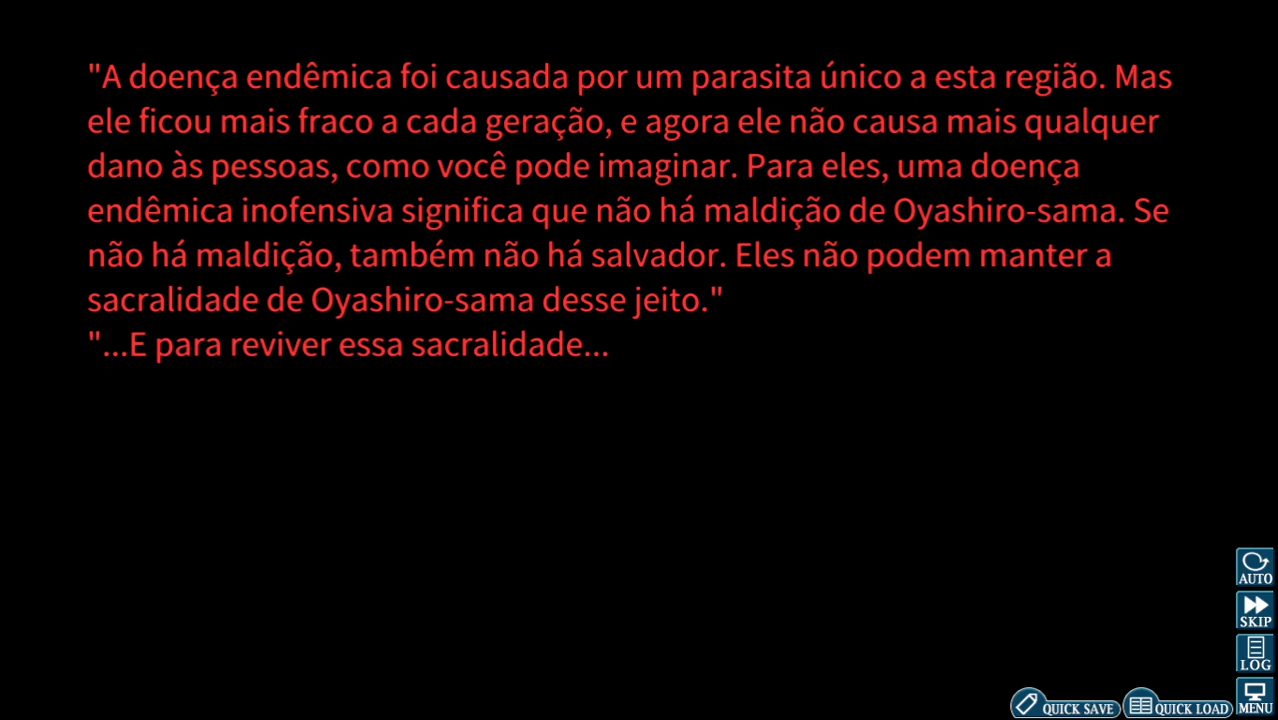 "A doença endêmica foi causada por um parasita único a esta região. Mas
ele ficou mais fraco a cada geração, e agora ele não causa mais qualquer
dano às pessoas, como você pode imaginar. Para eles, uma doença
endêmica inofensiva significa que não há maldição de Oyashiro-sama. Se
não há maldição, também não há salvador. Eles não podem manter a
sacralidade de Oyashiro-sama desse jeito."
"...E para reviver essa sacralidade...
AUTO
SKIP
LOG
QUICK SAVE
QUICK LOAD
MENU